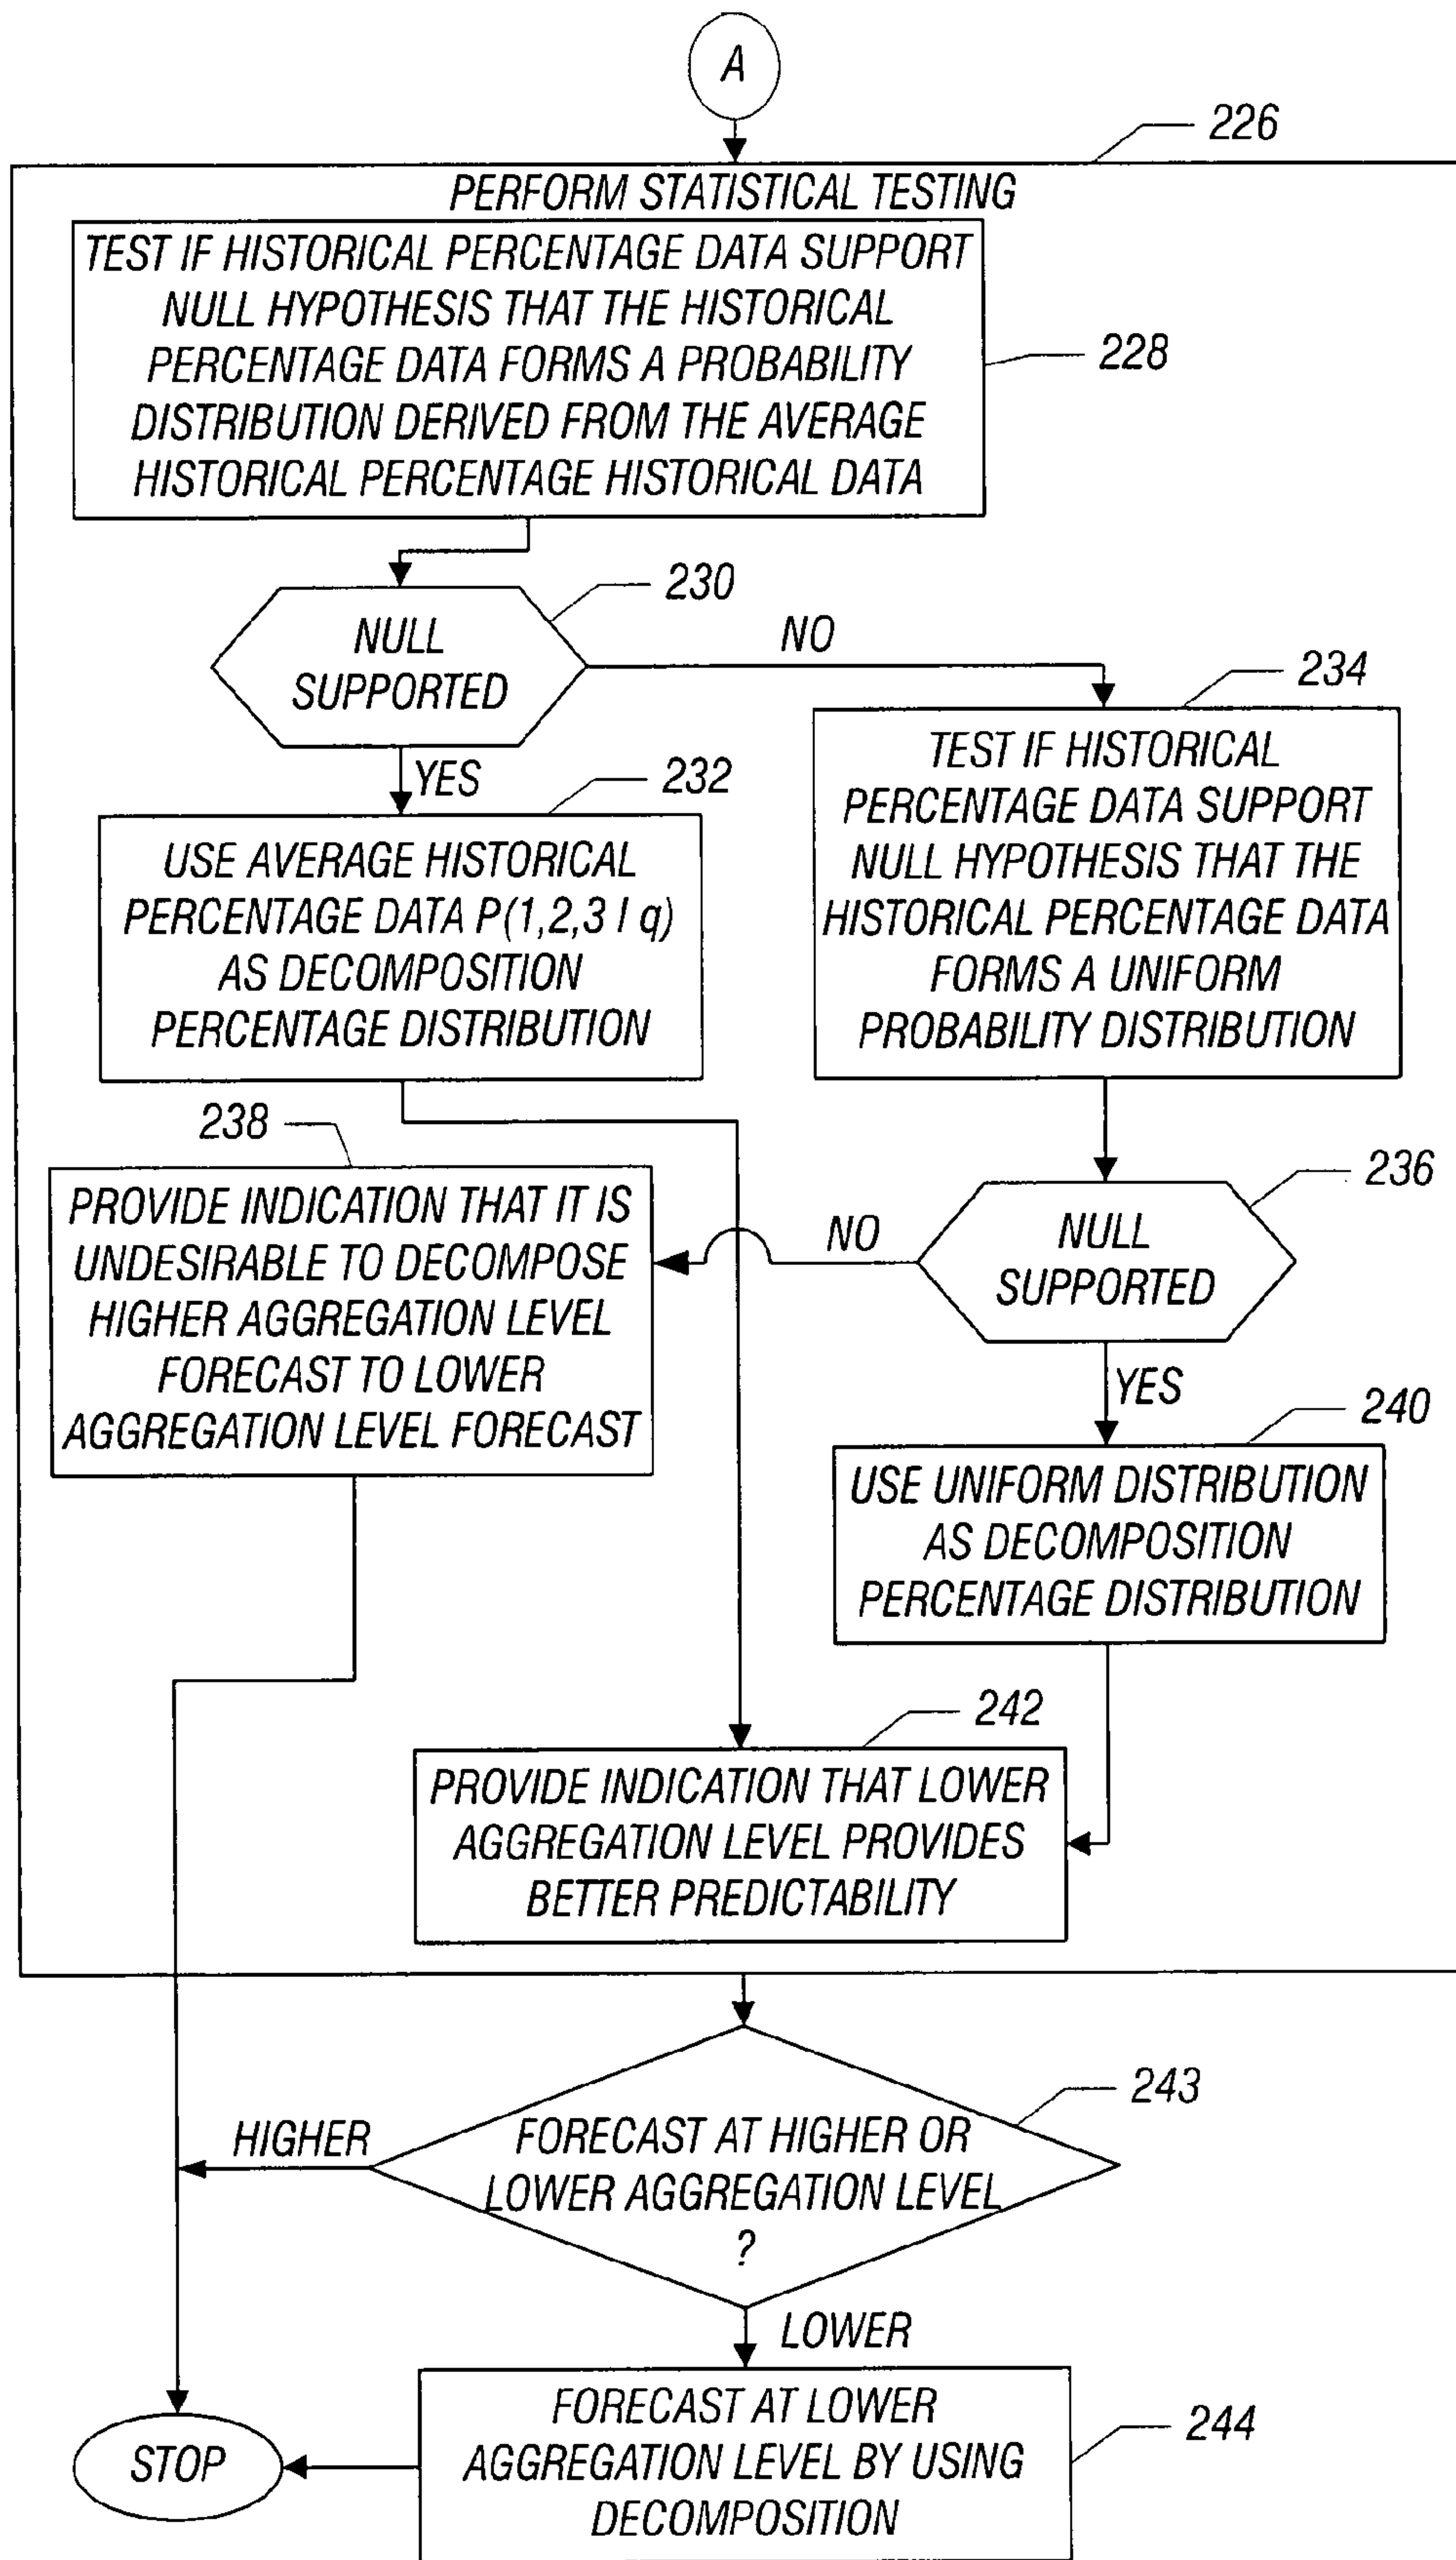 A
226
PERFORM STATISTICAL TESTING
TEST IF HISTORICAL PERCENTAGE DATA SUPPORT
NULL HYPOTHESIS THAT THE HISTORICAL
PERCENTAGE DATA FORMS A PROBABILITY
DISTRIBUTION DERIVED FROM THE AVERAGE
HISTORICAL PERCENTAGE HISTORICAL DATA
228
230
NULL
SUPPORTED
NO
YES
232
USE AVERAGE HISTORICAL
PERCENTAGE DATA P(1,2,3 | q)
AS DECOMPOSITION
PERCENTAGE DISTRIBUTION
234
TEST IF HISTORICAL
PERCENTAGE DATA SUPPORT
NULL HYPOTHESIS THAT THE
HISTORICAL PERCENTAGE DATA
FORMS A UNIFORM
PROBABILITY DISTRIBUTION
238
PROVIDE INDICATION THAT IT IS
UNDESIRABLE TO DECOMPOSE
HIGHER AGGREGATION LEVEL
FORECAST TO LOWER
AGGREGATION LEVEL FORECAST
NO
236
NULL
SUPPORTED
YES
240
USE UNIFORM DISTRIBUTION
AS DECOMPOSITION
PERCENTAGE DISTRIBUTION
242
PROVIDE INDICATION THAT LOWER
AGGREGATION LEVEL PROVIDES
BETTER PREDICTABILITY
243
HIGHER
FORECAST AT HIGHER OR
LOWER AGGREGATION LEVEL
?
LOWER
STOP
FORECAST AT LOWER
AGGREGATION LEVEL BY USING
DECOMPOSITION
244